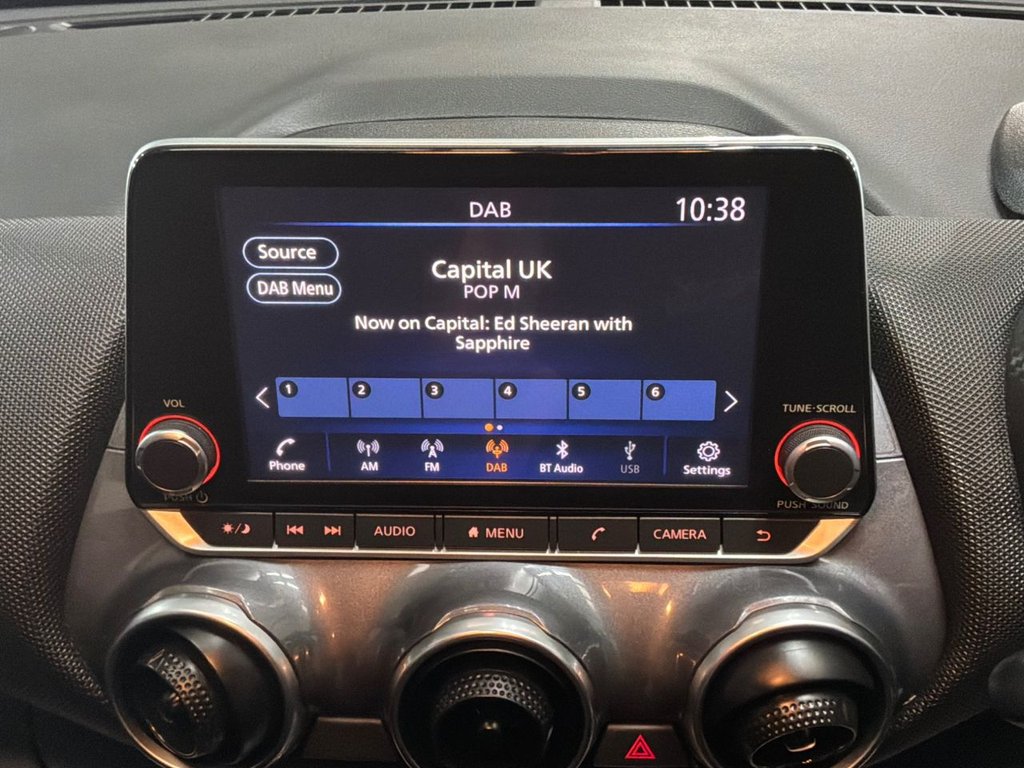 DAB
10:38
Source
Capital UK
DAB Menu
POP M
Now on Capital: Ed Sheeran with
Sapphire
1 2 3 4 5 6
VOL
TUNE·SCROLL
Phone AM FM DAB BT Audio USB Settings
PUSH
PUSH SOUND
AUDIO MENU CAMERA